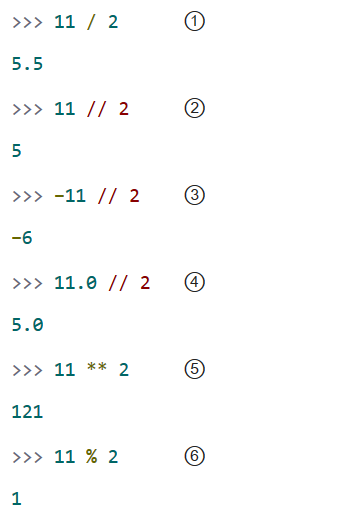 >>> 11 / 2 ①
5.5
>>> 11 // 2 ②
5
>>> −11 // 2 ③
−6
>>> 11.0 // 2 ④
5.0
>>> 11 ** 2 ⑤
121
>>> 11 % 2 ⑥
1